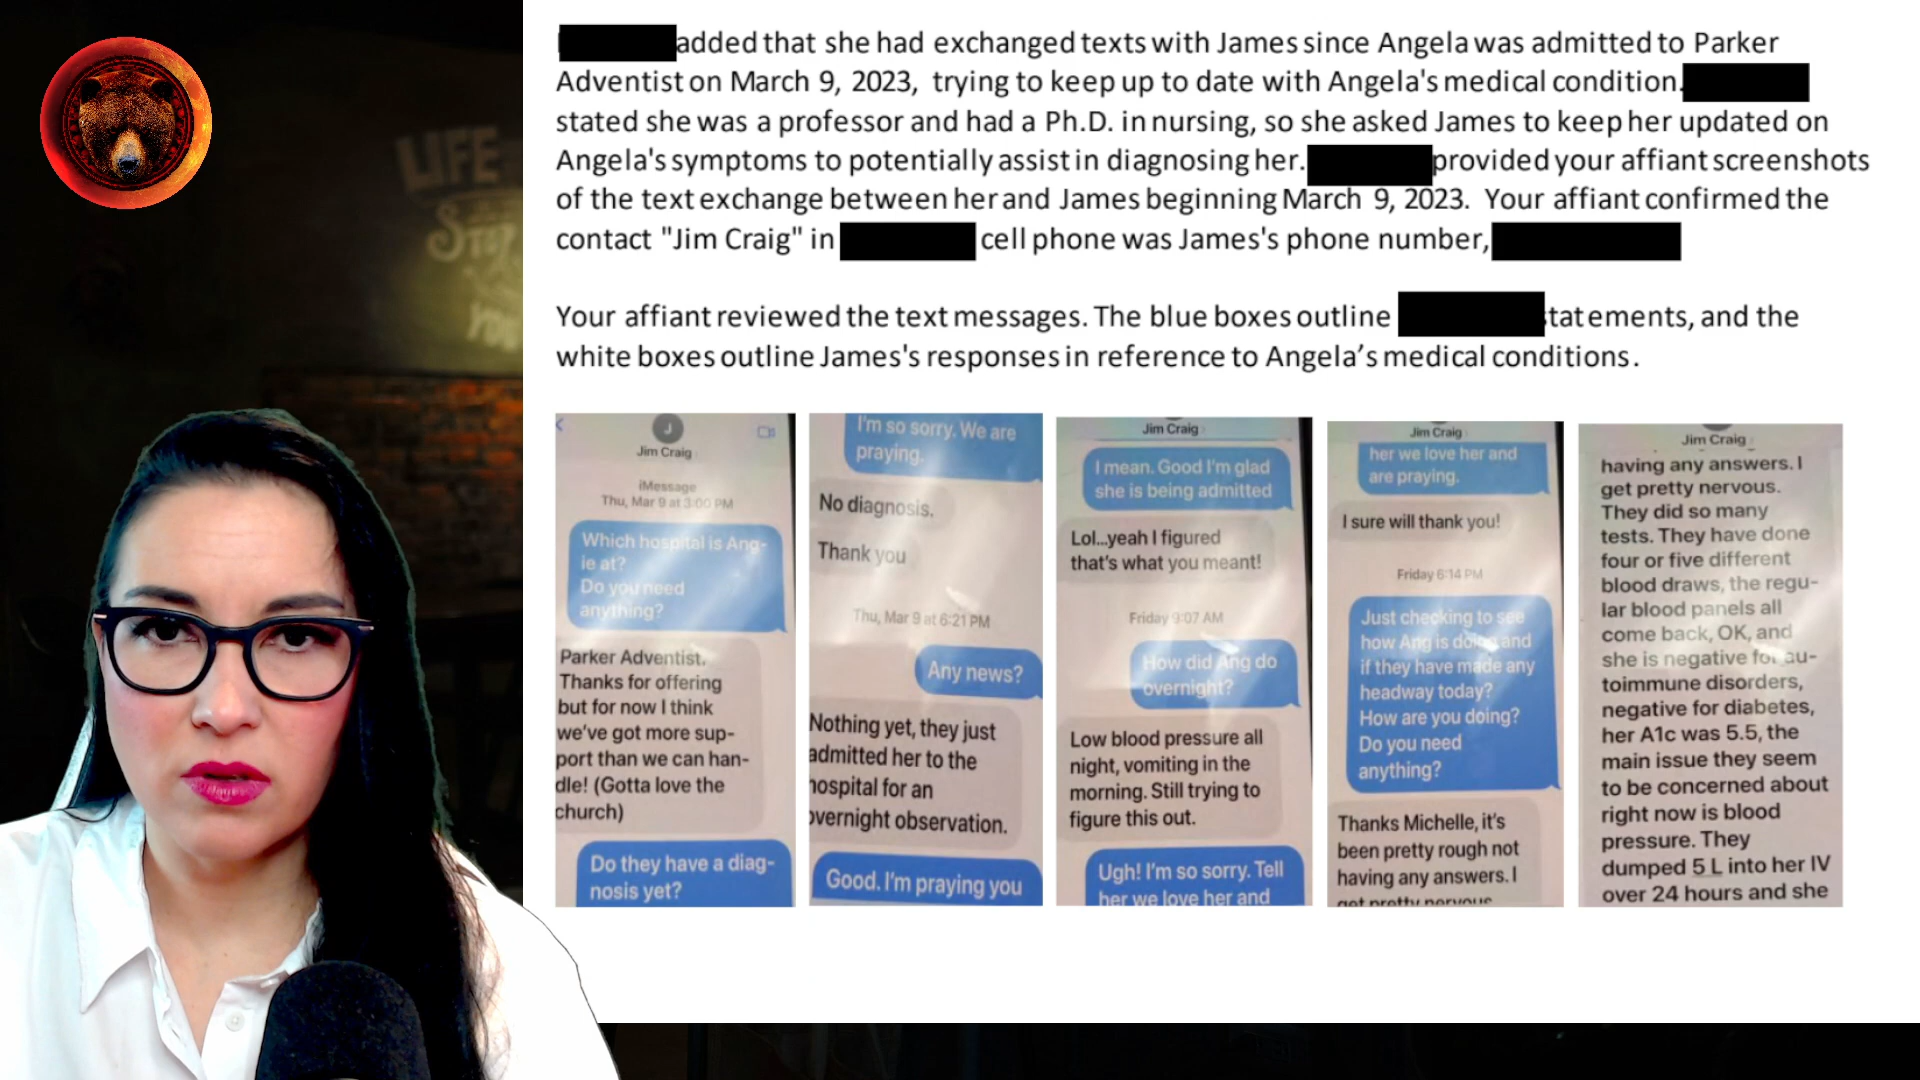 LIFE
added that she had exchanged texts with James since Angela was admitted to Parker
Adventist on March 9, 2023, trying to keep up to date with Angela's medical condition.
stated she was a professor and had a Ph.D. in nursing, so she asked James to keep her updated on
Angela's symptoms to potentially assist in diagnosing her. provided your affiant screenshots
of the text exchange between her and James beginning March 9, 2023. Your affiant confirmed the
contact "Jim Craig" in cell phone was James's phone number,
Your affiant reviewed the text messages. The blue boxes outline tatements, and the
white boxes outline James's responses in reference to Angela’s medical conditions.
J
Jim Craig
iMessage
Thu, Mar 9 at 3:00 PM
Which hospital is Ang-
ie at?
Do you need
anything?
Parker Adventist.
Thanks for offering
but for now I think
we've got more sup-
port than we can han-
dle! (Gotta love the
church)
Do they have a diag-
nosis yet?
I'm so sorry. We are
praying.
No diagnosis.
Thank you
Thu, Mar 9 at 6:21 PM
Any news?
Nothing yet, they just
admitted her to the
hospital for an
overnight observation.
Good. I'm praying you
Jim Craig
I mean. Good I'm glad
she is being admitted
Lol...yeah I figured
that's what you meant!
Friday 9:07 AM
How did Ang do
overnight?
Low blood pressure all
night, vomiting in the
morning. Still trying to
figure this out.
Ugh! I'm so sorry. Tell
her we love her and
Jim Craig
her we love her and
are praying.
I sure will thank you!
Friday 6:14 PM
Just checking to see
how Ang is doing and
if they have made any
headway today?
How are you doing?
Do you need
anything?
Thanks Michelle, it's
been pretty rough not
having any answers. I
get pretty nervous
Jim Craig
having any answers. I
get pretty nervous.
They did so many
tests. They have done
four or five different
blood draws, the regu-
lar blood panels all
come back, OK, and
she is negative for au-
toimmune disorders,
negative for diabetes,
her A1c was 5.5, the
main issue they seem
to be concerned about
right now is blood
pressure. They
dumped 5 L into her IV
over 24 hours and she